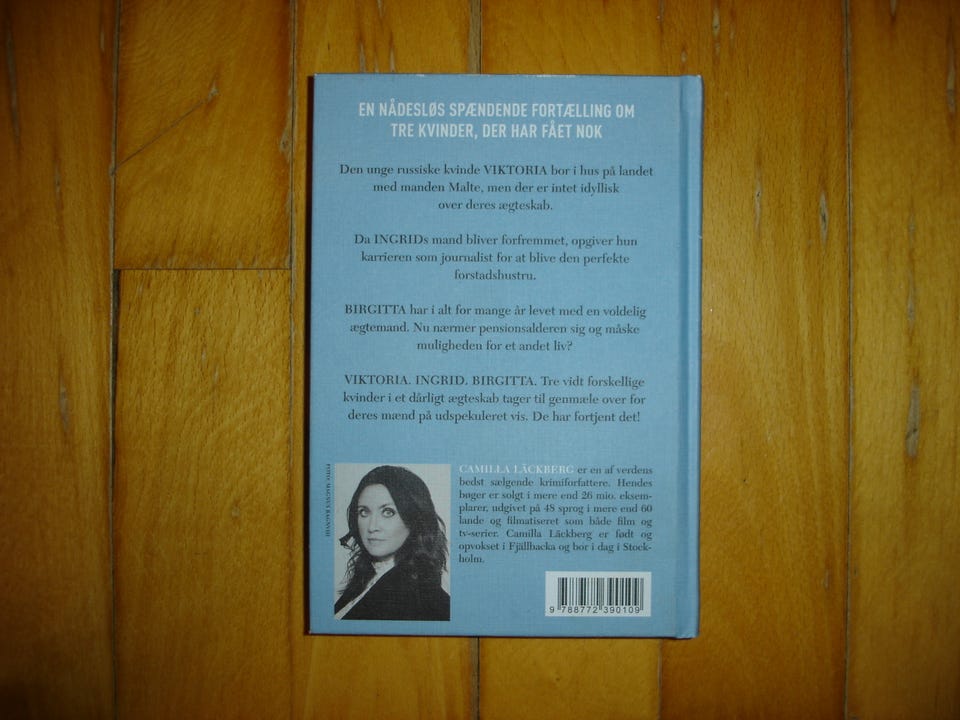 EN NÅDESLØS SPÆNDENDE FORTÆLLING OM
TRE KVINDER, DER HAR FÅET NOK
Den unge russiske kvinde VIKTORIA bor i hus på landet
med manden Malte, men der er intet idyllisk
over deres ægteskab.
Da INGRIDs mand bliver forfremmet, opgiver hun
karrieren som journalist for at blive den perfekte
forstadshustru.
BIRGITTA har i alt for mange år levet med en voldelig
ægtemand. Nu nærmer pensionsalderen sig og måske
muligheden for et andet liv?
VIKTORIA. INGRID. BIRGITTA. Tre vidt forskellige
kvinder i et dårligt ægteskab tager til genmæle over for
deres mænd på udspekuleret vis. De har fortjent det!
FOTO: MAGNUS RAGNVID
CAMILLA LÄCKBERG er en af verdens
bedst sælgende krimiforfattere. Hendes
bøger er solgt i mere end 26 mio. eksem-
plarer, udgivet på 48 sprog i mere end 60
lande og filmatiseret som både film og
tv-serier. Camilla Läckberg er født og
opvokset i Fjällbacka og bor i dag i Stock-
holm.
9 788772 390109